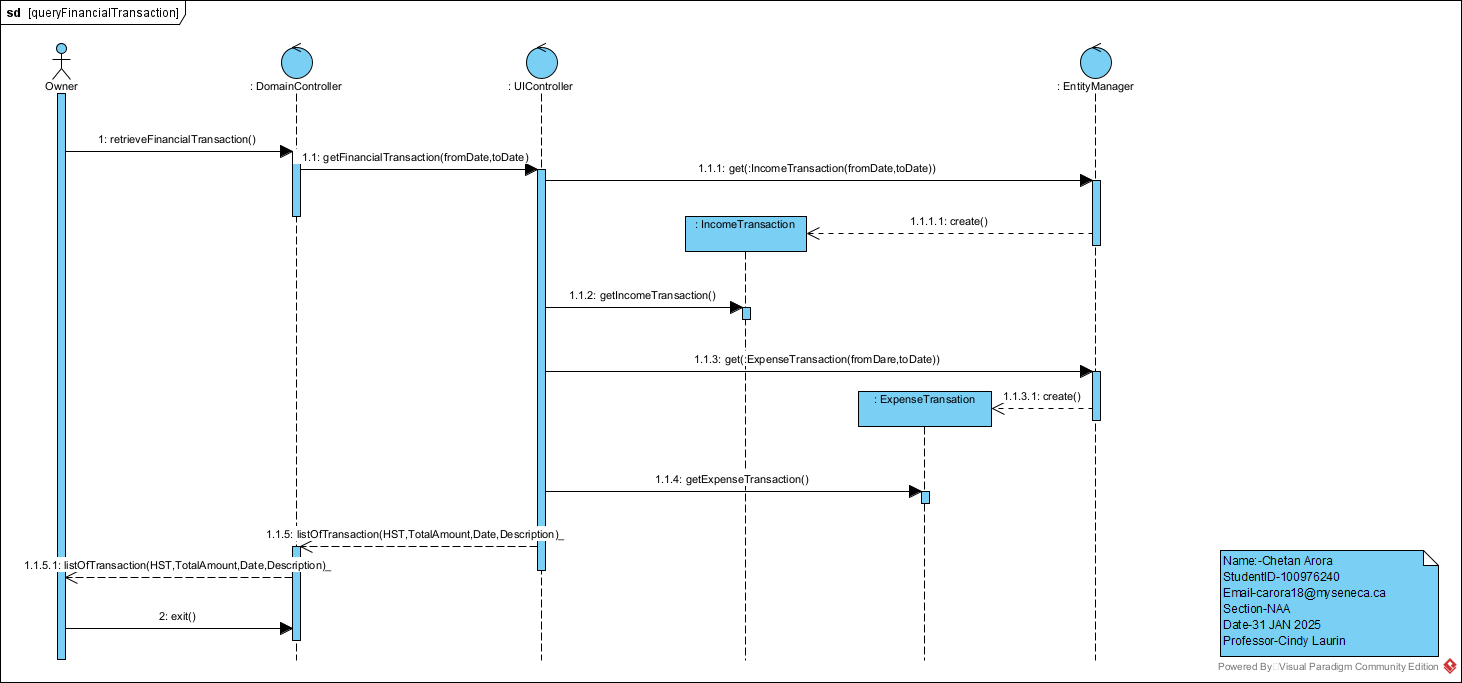 sd [queryFinancialTransaction]
Owner
: DomainController
: UIController
: EntityManager
1: retrieveFinancialTransaction()
1.1: getFinancialTransaction(fromDate,toDate)
1.1.1: get(:IncomeTransaction(fromDate,toDate))
: IncomeTransaction
1.1.1.1: create()
1.1.2: getIncomeTransaction()
1.1.3: get(:ExpenseTransaction(fromDare,toDate))
: ExpenseTransation
1.1.3.1: create()
1.1.4: getExpenseTransaction()
1.1.5: listOfTransaction(HST,TotalAmount,Date,Description)_
1.1.5.1: listOfTransaction(HST,TotalAmount,Date,Description)_
2: exit()
Name:-Chetan Arora
StudentID-100976240
Email-carora18@myseneca.ca
Section-NAA
Date-31 JAN 2025
Professor-Cindy Laurin
Powered By Visual Paradigm Community Edition